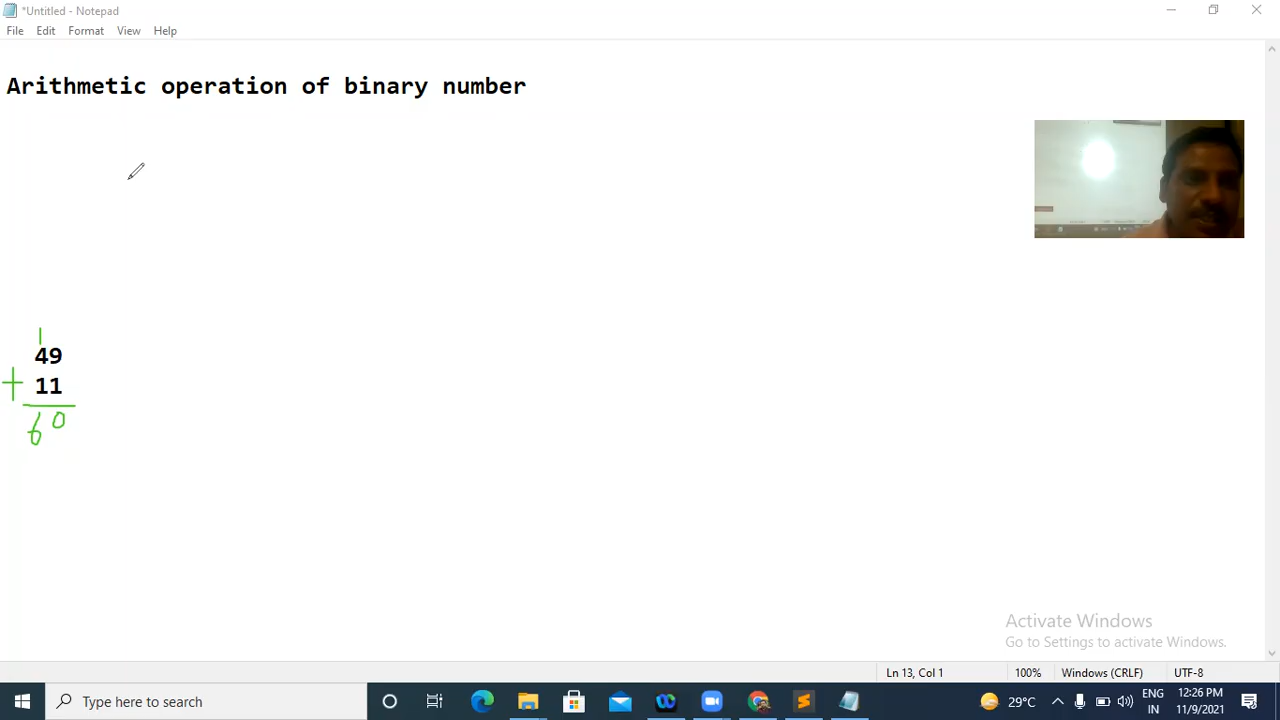 *Untitled - Notepad
File Edit Format View Help
Arithmetic operation of binary number
1
49
+ 11
60
Activate Windows
Go to Settings to activate Windows.
Ln 13, Col 1 100% Windows (CRLF) UTF-8
Type here to search 29°C ENG 12:26 PM
IN 11/9/2021